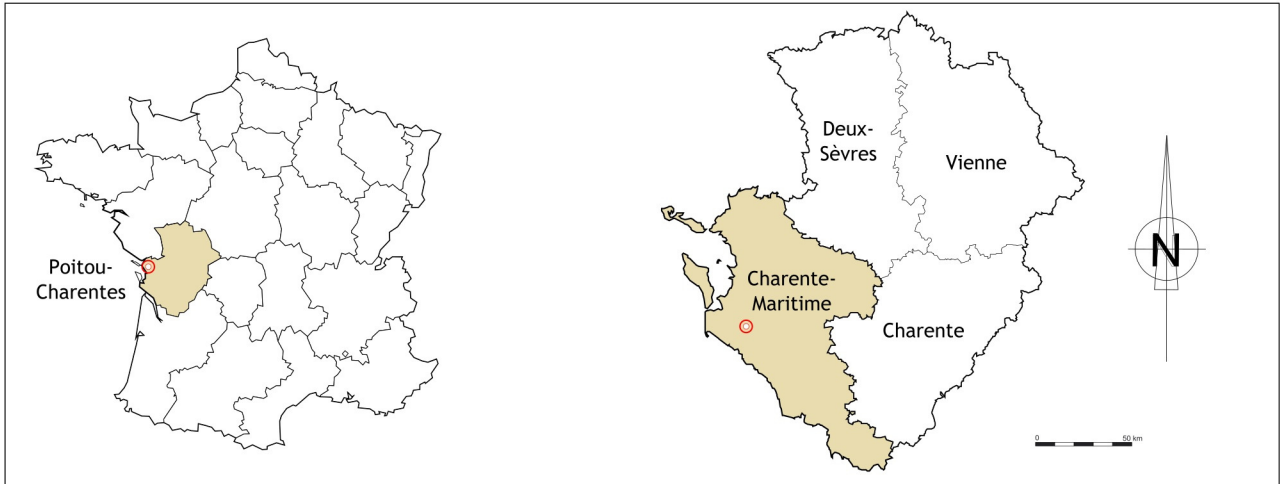 Poitou-
Charentes
Deux-
Sèvres
Vienne
Charente-
Maritime
Charente
N
0 50 km